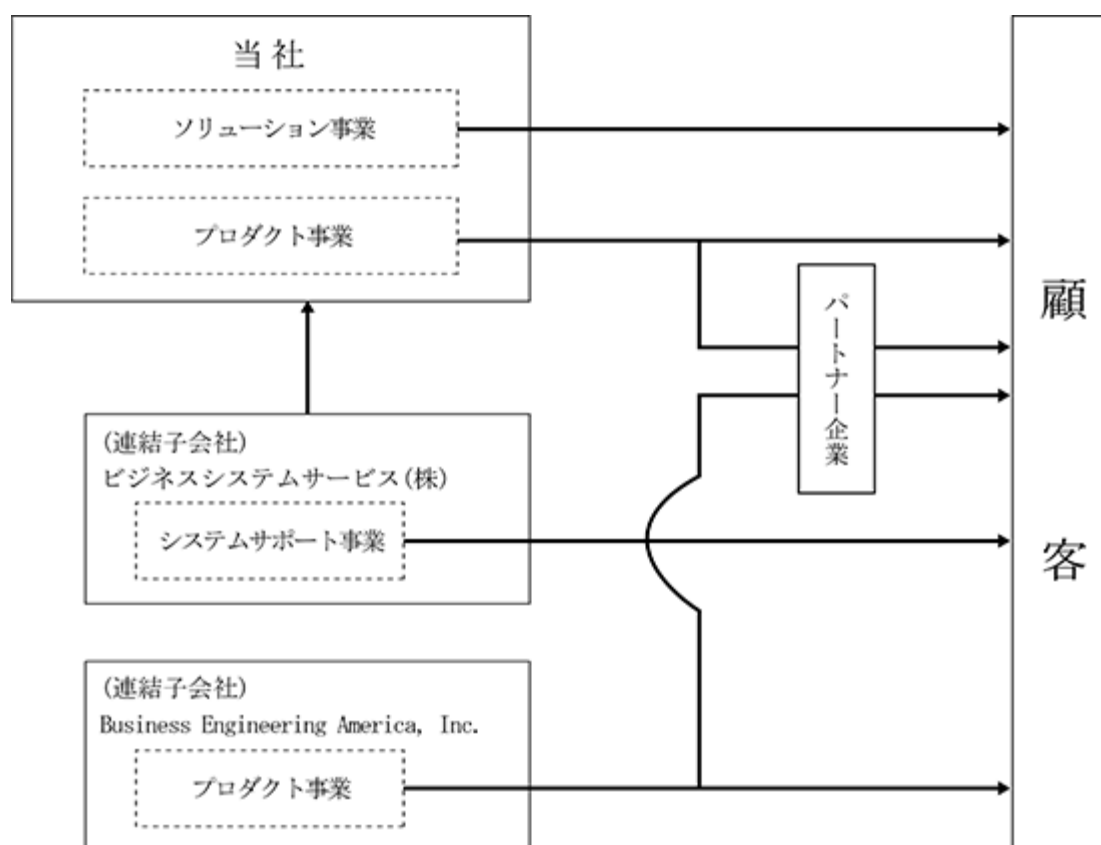 当社
ソリューション事業
プロダクト事業
パートナー企業
顧客
(連結子会社)
ビジネスシステムサービス(株)
システムサポート事業
(連結子会社)
Business Engineering America, Inc.
プロダクト事業